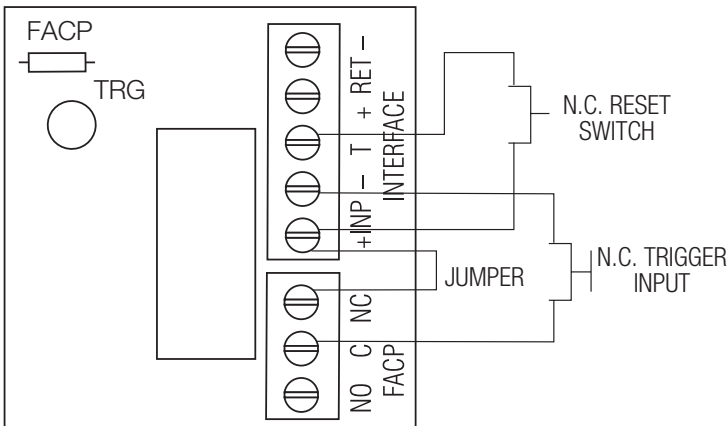 FACP
TRG
+ INP − T + RET −
INTERFACE
NO C NC
FACP
N.C. RESET
SWITCH
N.C. TRIGGER
INPUT
JUMPER